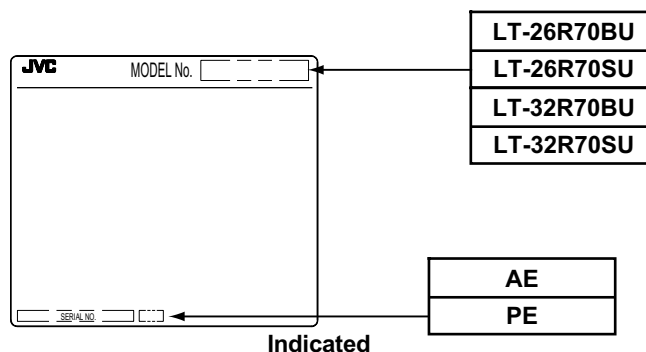 LT-26R70BU
JVC MODEL No.
LT-26R70SU
LT-32R70BU
LT-32R70SU
AE
SERIAL NO.
PE
Indicated